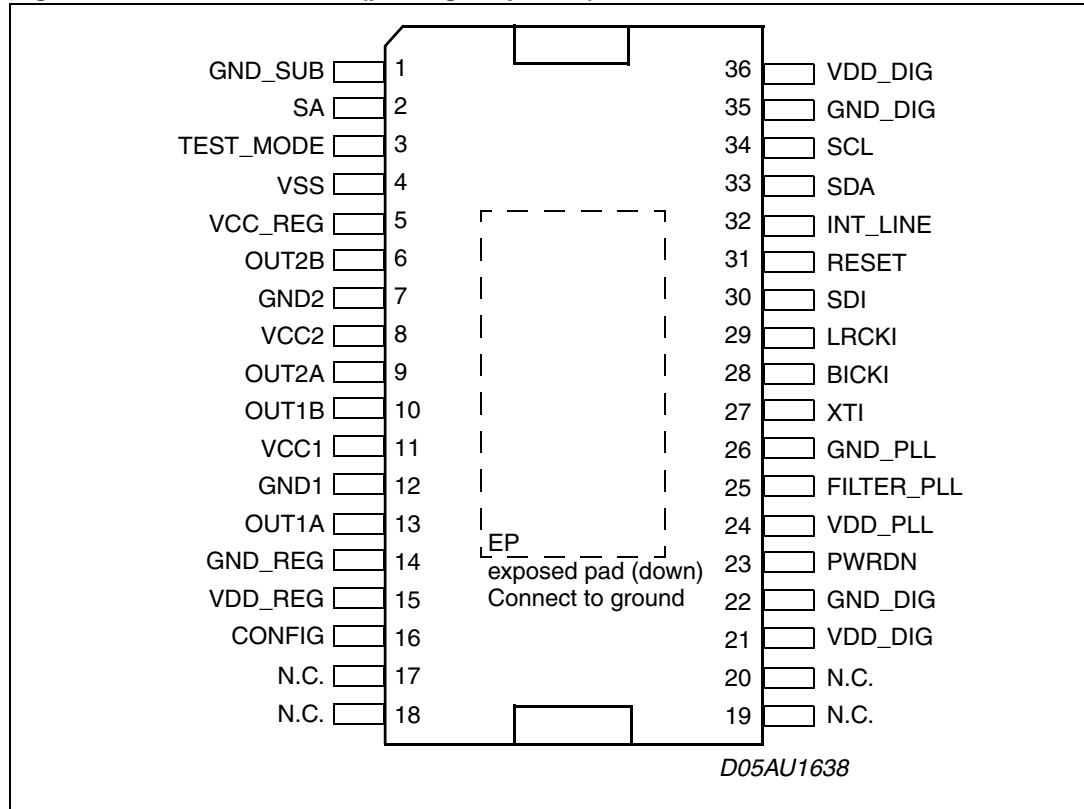 GND_SUB 1 36 VDD_DIG
SA 2 35 GND_DIG
TEST_MODE 3 34 SCL
VSS 4 33 SDA
VCC_REG 5 32 INT_LINE
OUT2B 6 31 RESET
GND2 7 30 SDI
VCC2 8 29 LRCKI
OUT2A 9 28 BICKI
OUT1B 10 27 XTI
VCC1 11 26 GND_PLL
GND1 12 25 FILTER_PLL
OUT1A 13 24 VDD_PLL
EP
GND_REG 14 exposed pad (down) 23 PWRDN
VDD_REG 15 Connect to ground 22 GND_DIG
CONFIG 16 21 VDD_DIG
N.C. 17 20 N.C.
N.C. 18 19 N.C.
D05AU1638